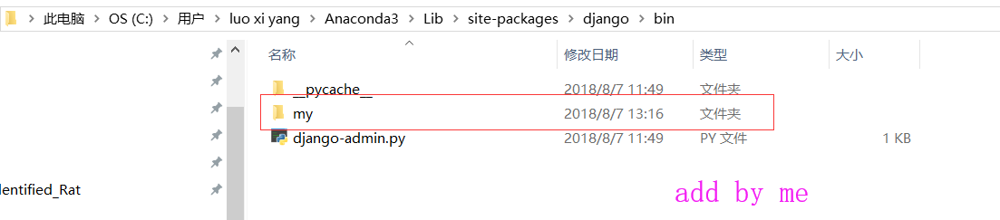 此电脑 > OS (C:) > 用户 > luo xi yang > Anaconda3 > Lib > site-packages > django > bin
名称 修改日期 类型 大小
__pycache__ 2018/8/7 11:49 文件夹
my 2018/8/7 13:16 文件夹
django-admin.py 2018/8/7 11:49 PY 文件 1 KB
lentified_Rat
add by me